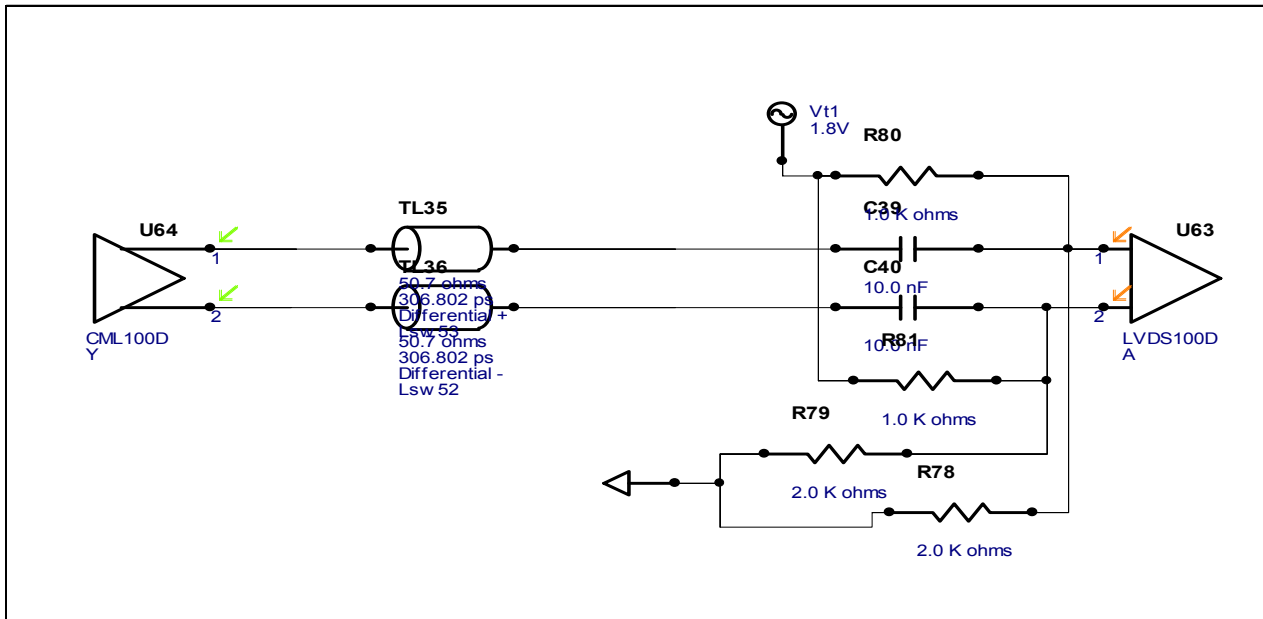 Vt1
1.8V
R80
1.0 K ohms
C39
U64
1
2
CML100D
Y
TL35
TL36
50.7 ohms
306.802 ps
Differential +
Lsw 53
50.7 ohms
306.802 ps
Differential -
Lsw 52
C40
10.0 nF
10.0 nF
R81
1.0 K ohms
U63
1
2
LVDS100D
A
R79
2.0 K ohms
R78
2.0 K ohms